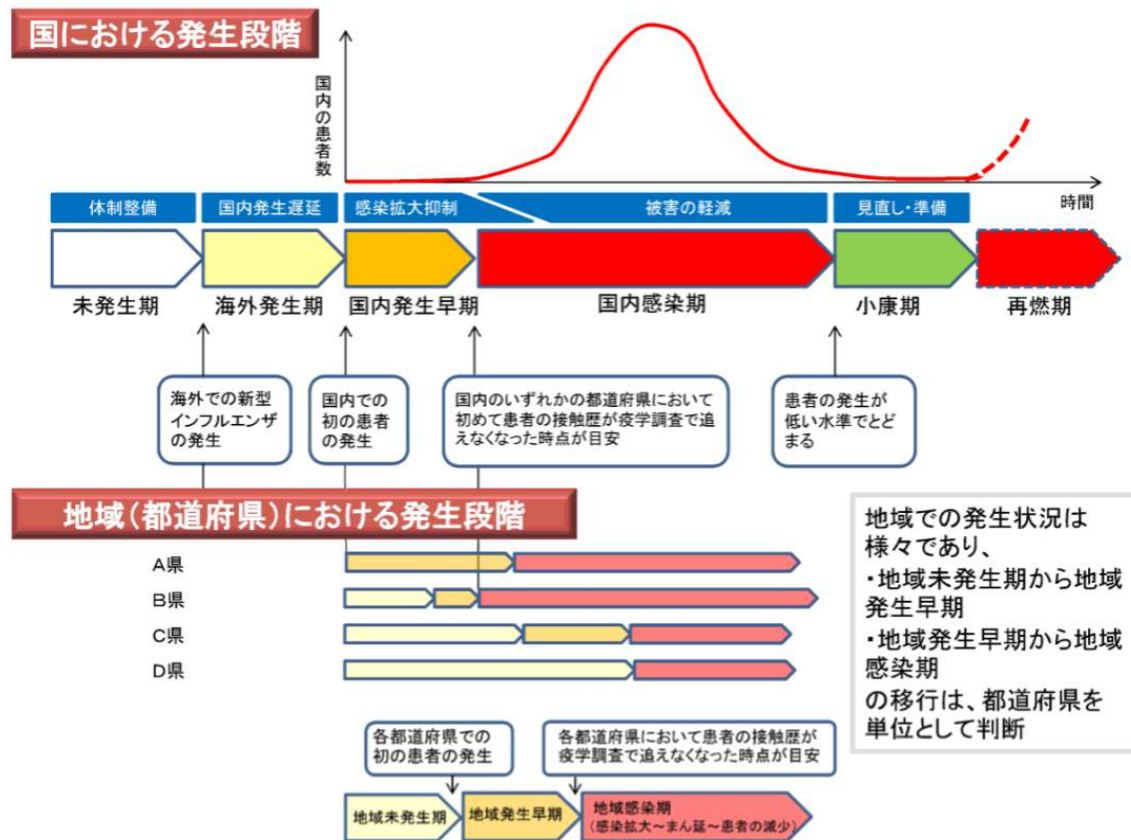 国における発生段階
国内の患者数
時間
体制整備
国内発生遅延
感染拡大抑制
被害の軽減
見直し・準備
未発生期
海外発生期
国内発生早期
国内感染期
小康期
再燃期
海外での新型
インフルエンザ
の発生
国内での
初の患者
の発生
国内のいずれかの都道府県において
初めて患者の接触歴が疫学調査で追
えなくなった時点が目安
患者の発生が
低い水準でとど
まる
地域(都道府県)における発生段階
A県
B県
C県
D県
地域での発生状況は
様々であり、
・地域未発生期から地域
発生早期
・地域発生早期から地域
感染期
の移行は、都道府県を
単位として判断
各都道府県での
初の患者の発生
各都道府県において患者の接触歴が
疫学調査で追えなくなった時点が目安
地域未発生期
地域発生早期
地域感染期
(感染拡大~まん延~患者の減少)